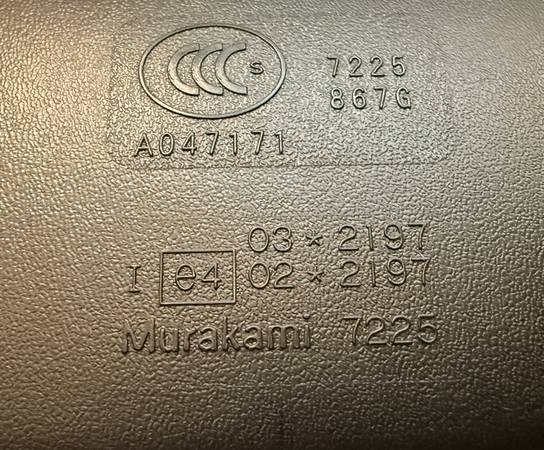 CCC S 7225
867G
A047171
03 × 2197
I e4 02 × 2197
Murakami 7225